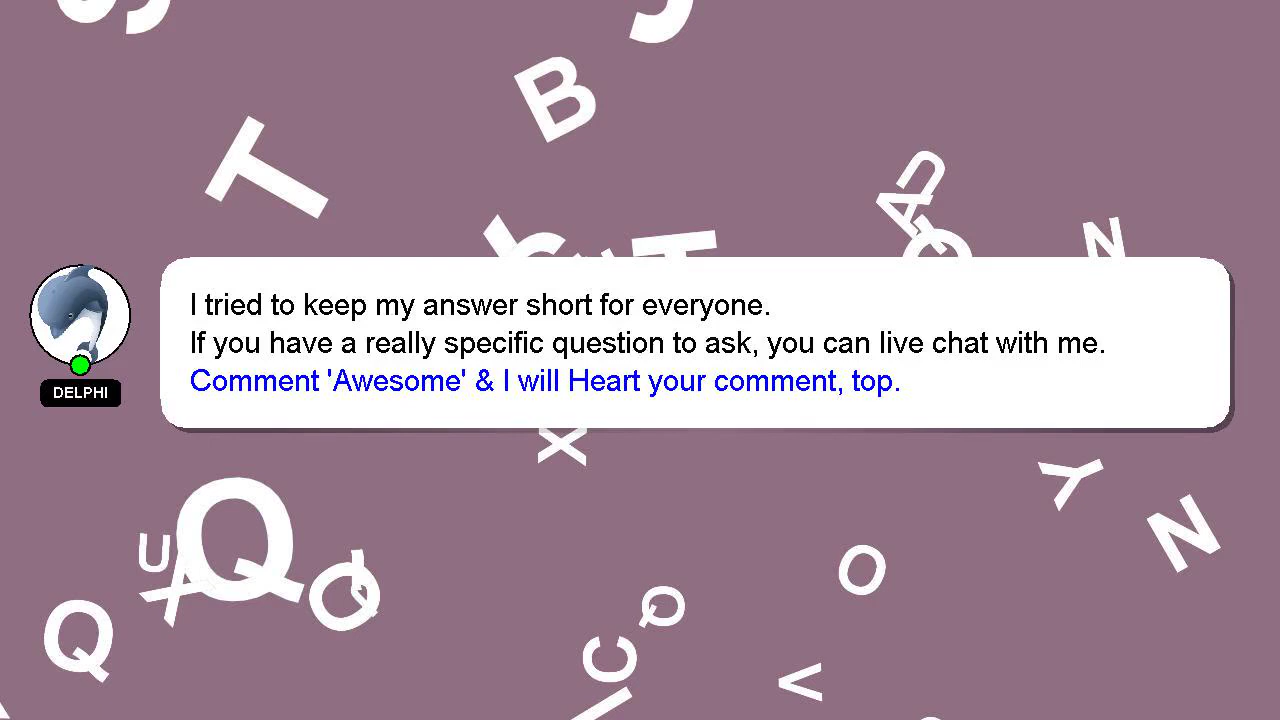 B
T
U
A
N
T
I tried to keep my answer short for everyone.
If you have a really specific question to ask, you can live chat with me.
Comment 'Awesome' & I will Heart your comment, top.
DELPHI
X
Y
Q
N
U
X
O
Q
Q
Q
C
V